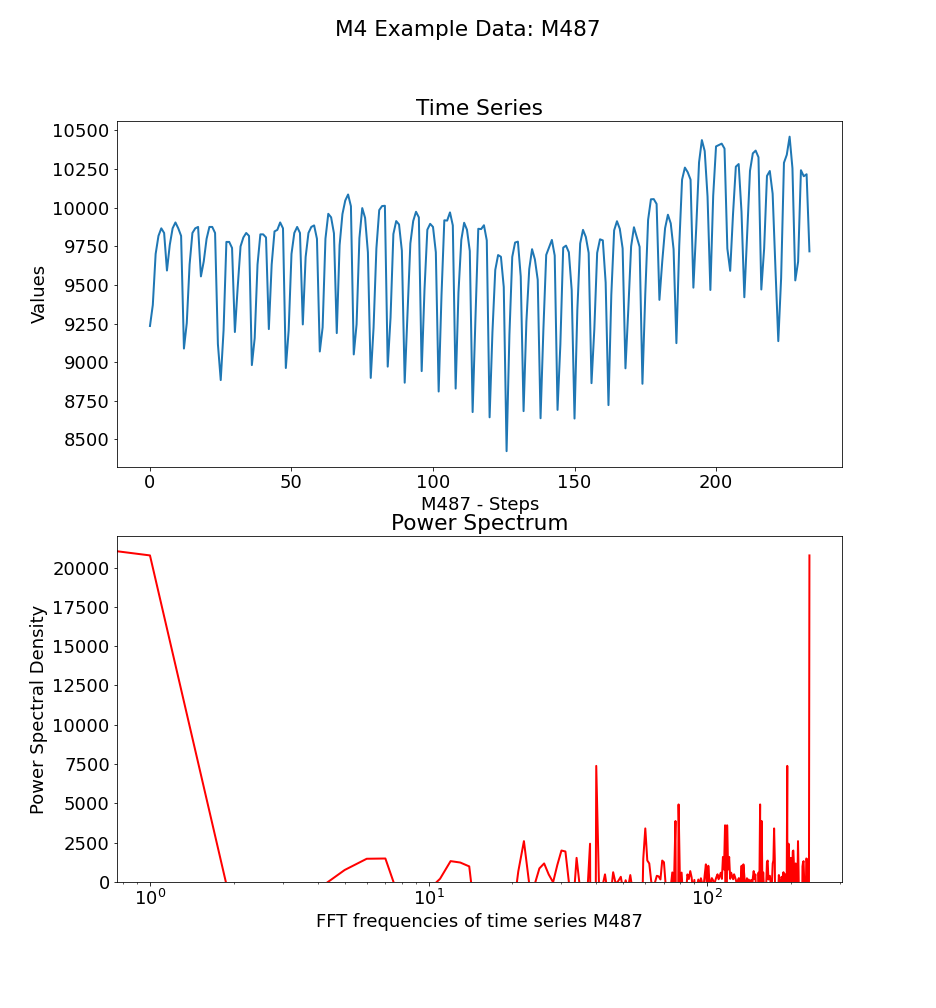 M4 Example Data: M487
Time Series
10500
10250
10000
9750
9500
9250
9000
8750
8500
Values
0 50 100 150 200
M487 - Steps
Power Spectrum
20000
17500
15000
12500
10000
7500
5000
2500
0
Power Spectral Density
10⁰ 10¹ 10²
FFT frequencies of time series M487